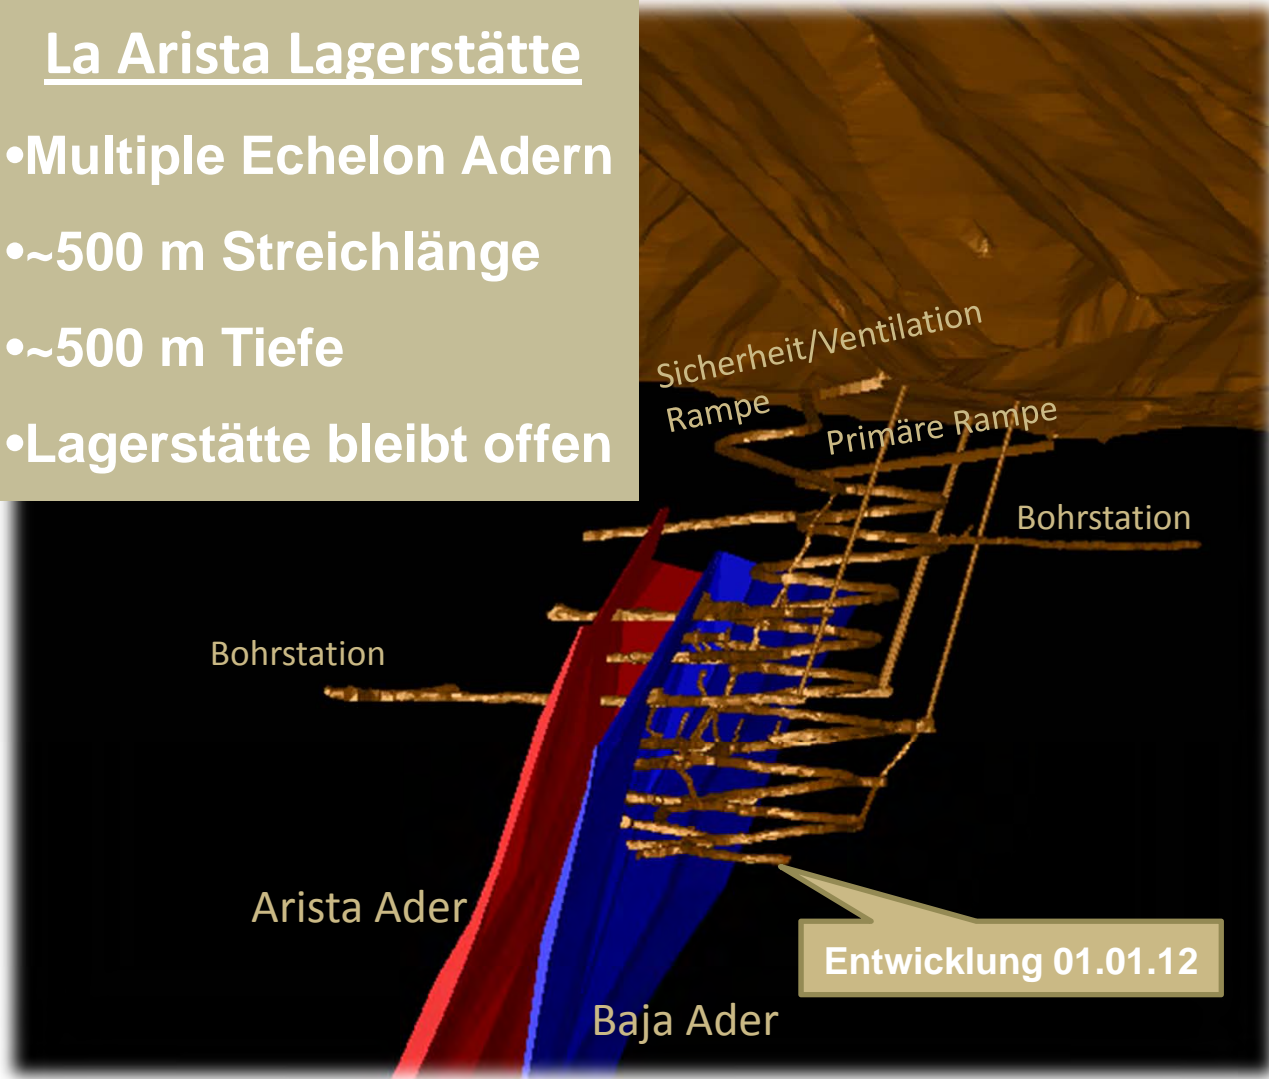 La Arista Lagerstätte
•Multiple Echelon Adern
•~500 m Streichlänge
•~500 m Tiefe
•Lagerstätte bleibt offen
Sicherheit/Ventilation
Rampe
Primäre Rampe
Bohrstation
Bohrstation
Arista Ader
Entwicklung 01.01.12
Baja Ader